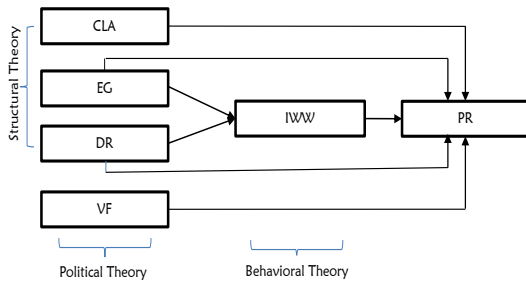 Structural Theory
CLA
EG
DR
VF
IWW
PR
Political Theory
Behavioral Theory